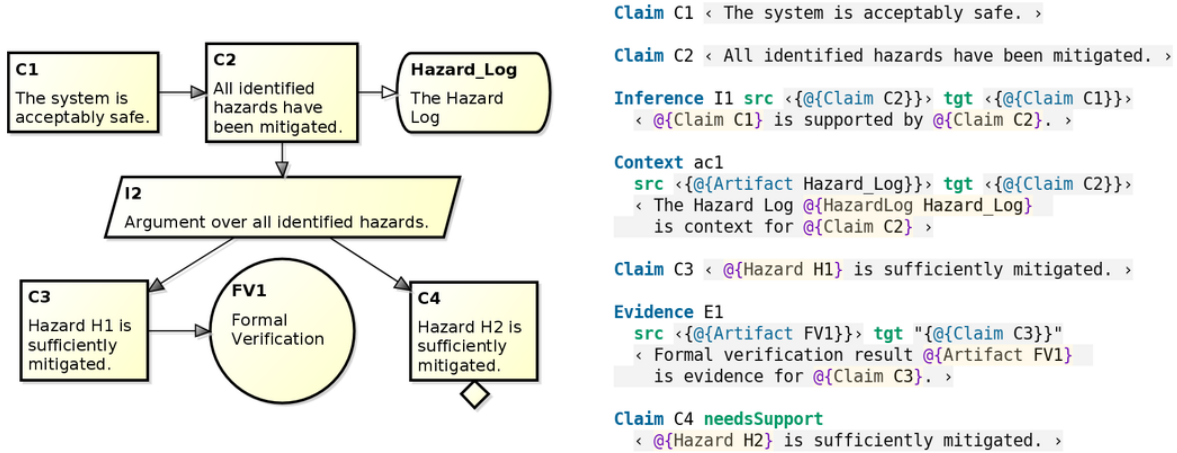 C1
The system is
acceptably safe.
C2
All identified
hazards have
been mitigated.
Hazard_Log
The Hazard
Log
I2
Argument over all identified hazards.
C3
Hazard H1 is
sufficiently
mitigated.
FV1
Formal
Verification
C4
Hazard H2 is
sufficiently
mitigated.
Claim C1 ‹ The system is acceptably safe. ›
Claim C2 ‹ All identified hazards have been mitigated. ›
Inference I1 src ‹{@{Claim C2}}› tgt ‹{@{Claim C1}}›
‹ @{Claim C1} is supported by @{Claim C2}. ›
Context ac1
src ‹{@{Artifact Hazard_Log}}› tgt ‹{@{Claim C2}}›
‹ The Hazard Log @{HazardLog Hazard_Log}
is context for @{Claim C2} ›
Claim C3 ‹ @{Hazard H1} is sufficiently mitigated. ›
Evidence E1
src ‹{@{Artifact FV1}}› tgt "{@{Claim C3}}"
‹ Formal verification result @{Artifact FV1}
is evidence for @{Claim C3}. ›
Claim C4 needsSupport
‹ @{Hazard H2} is sufficiently mitigated. ›